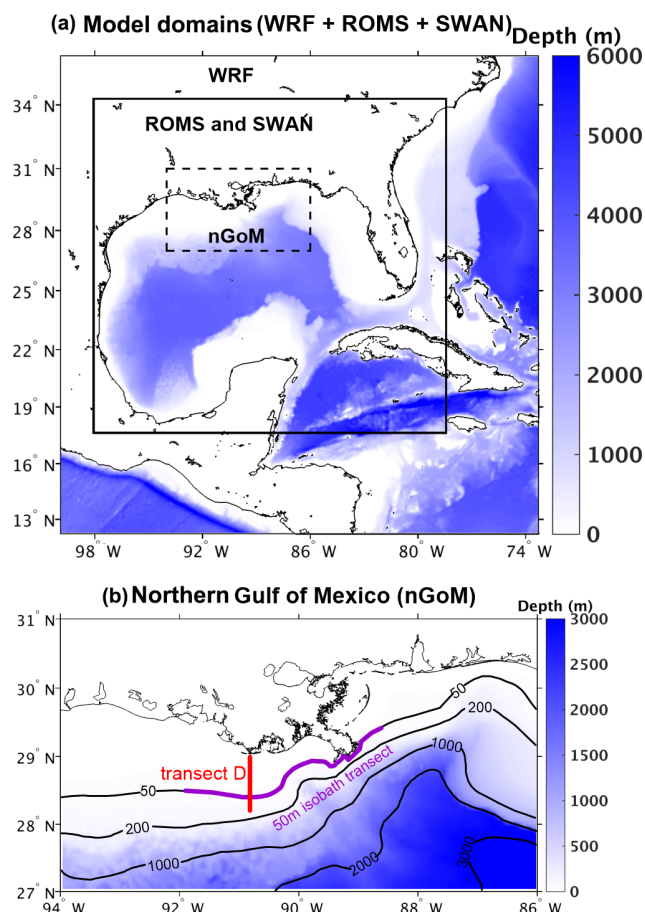 (a) Model domains (WRF + ROMS + SWAN)
Depth (m)
WRF
ROMS and SWAN
nGoM
34° N
31° N
28° N
25° N
22° N
19° N
16° N
13° N
98° W
92° W
86° W
80° W
74° W
6000
5000
4000
3000
2000
1000
0
(b) Northern Gulf of Mexico (nGoM)
Depth (m)
31° N
30° N
29° N
28° N
27° N
94° W
92° W
90° W
88° W
86° W
transect D
50m isobath transect
50
200
1000
50
200
1000
2000
3000
3000
2500
2000
1500
1000
500
0